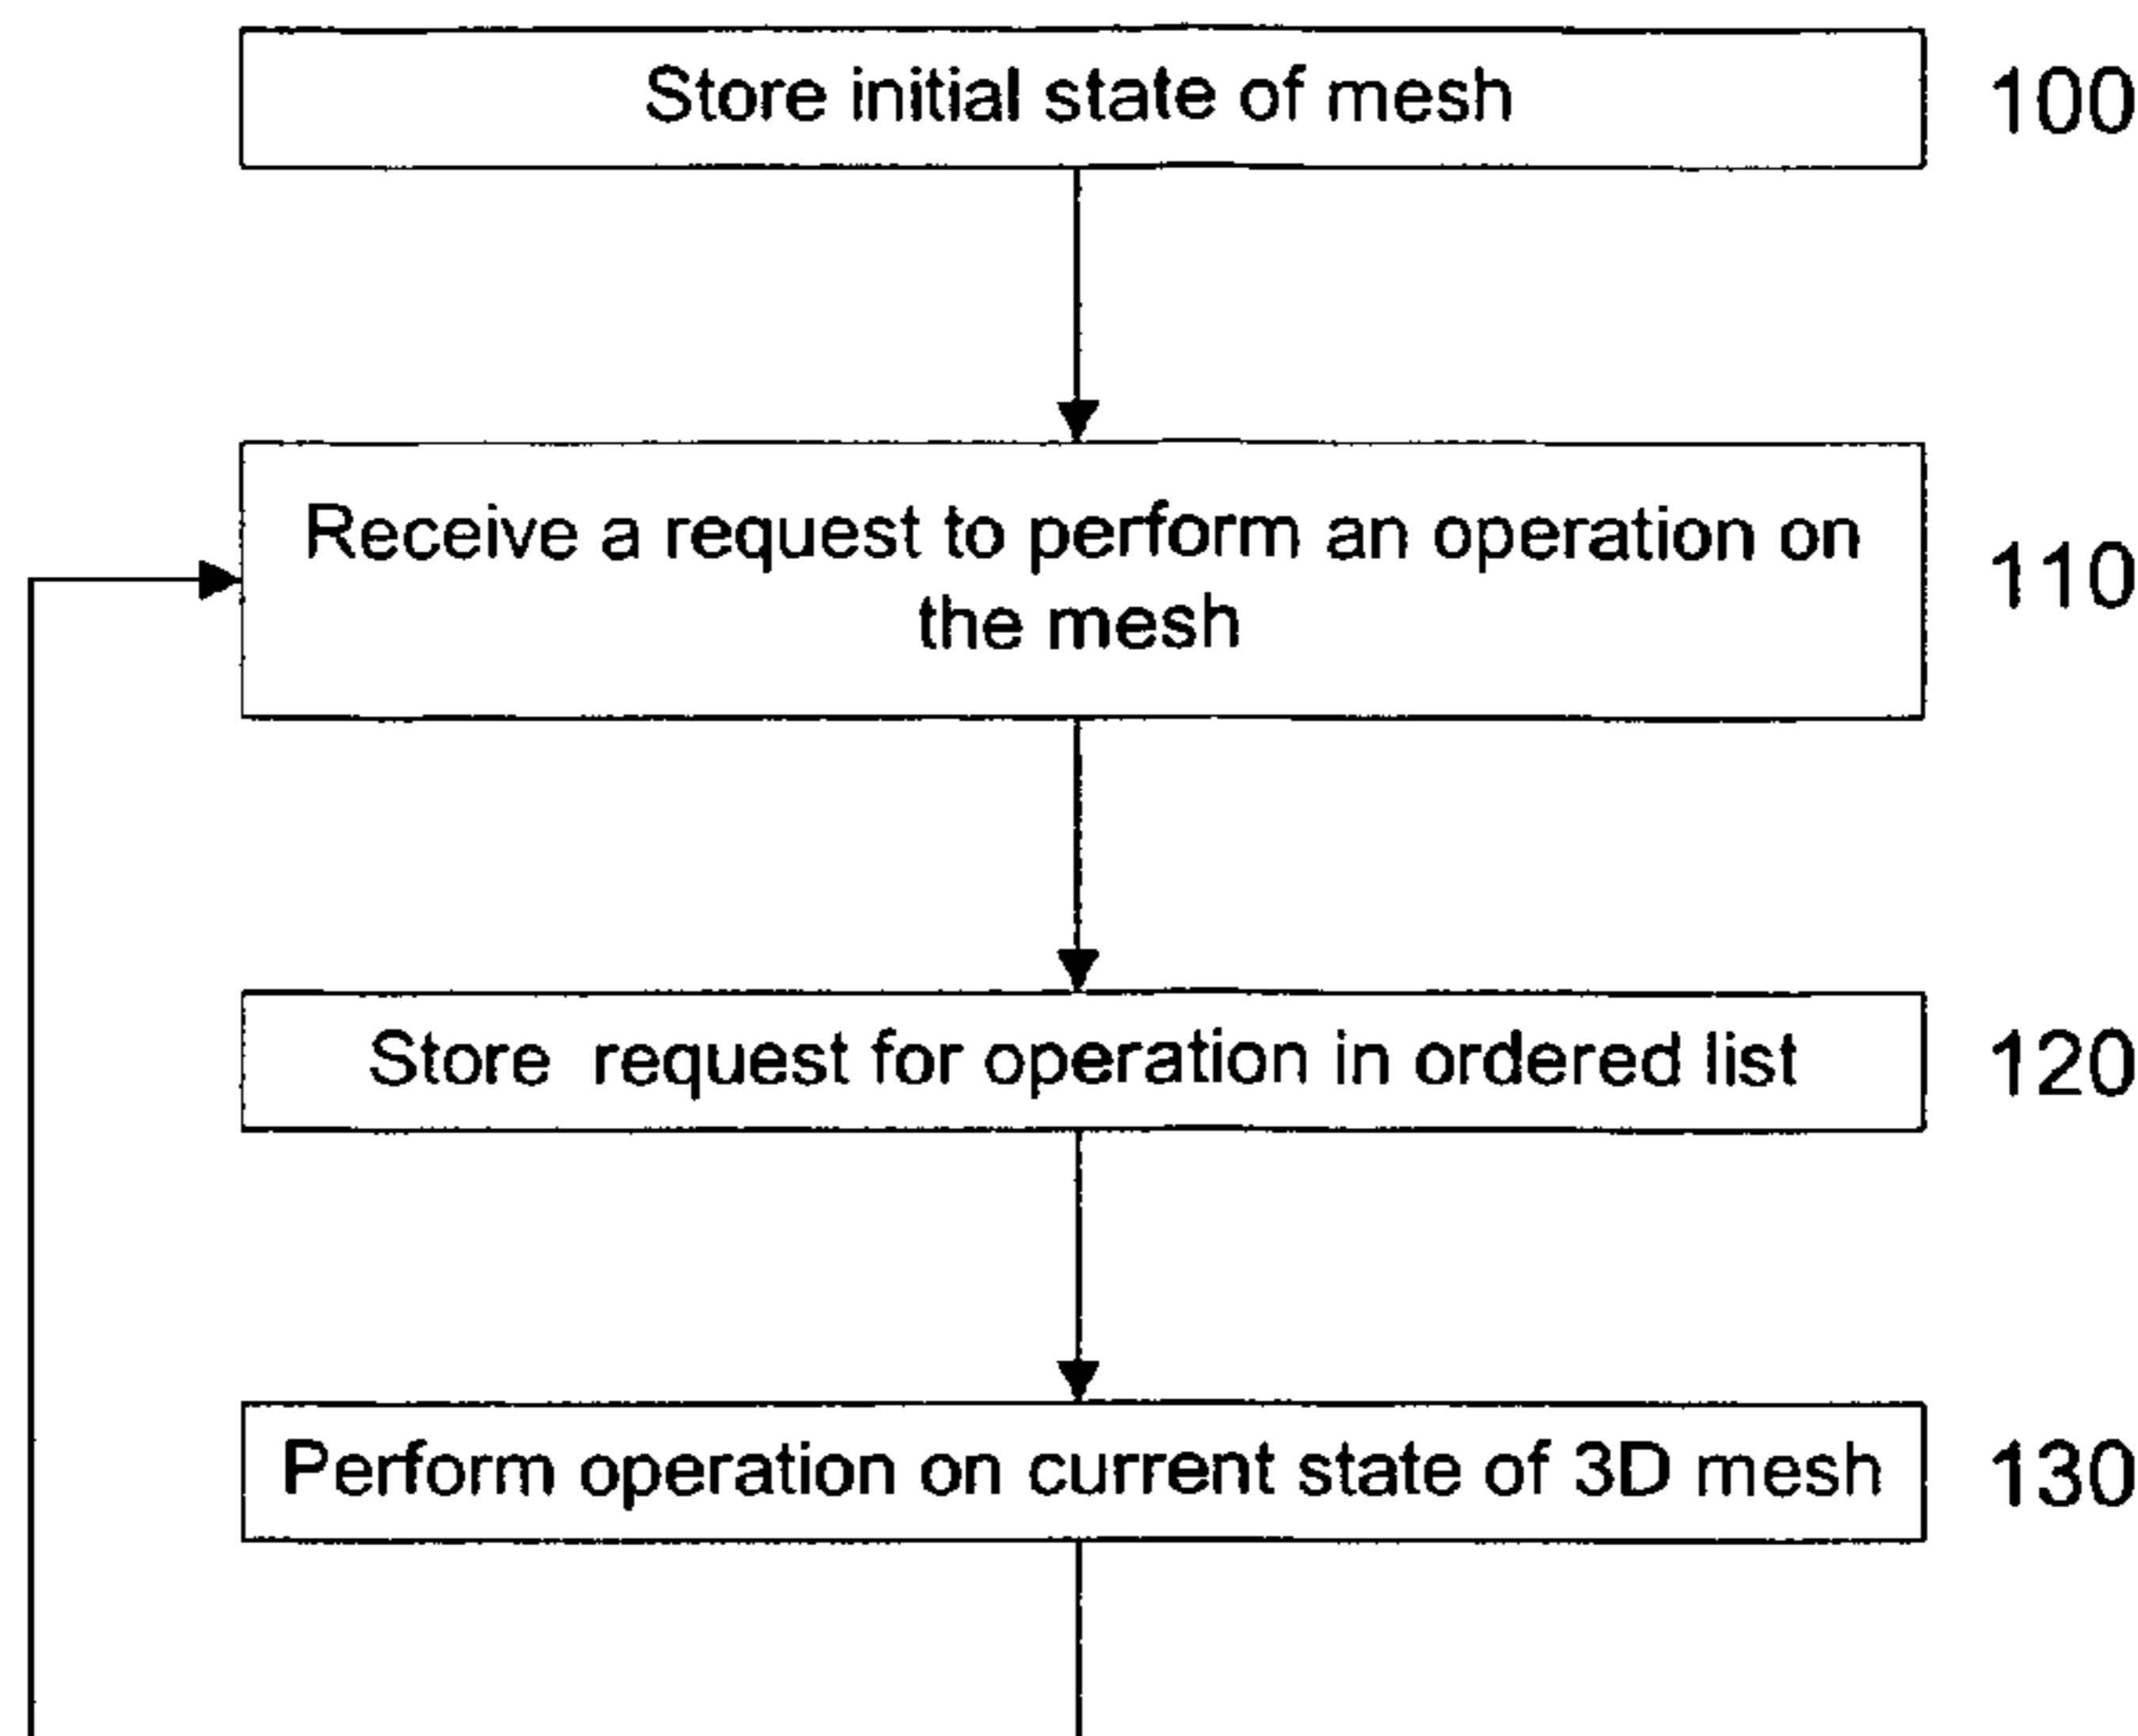 Store initial state of mesh
100
Receive a request to perform an operation on
the mesh
110
Store request for operation in ordered list
120
Perform operation on current state of 3D mesh
130